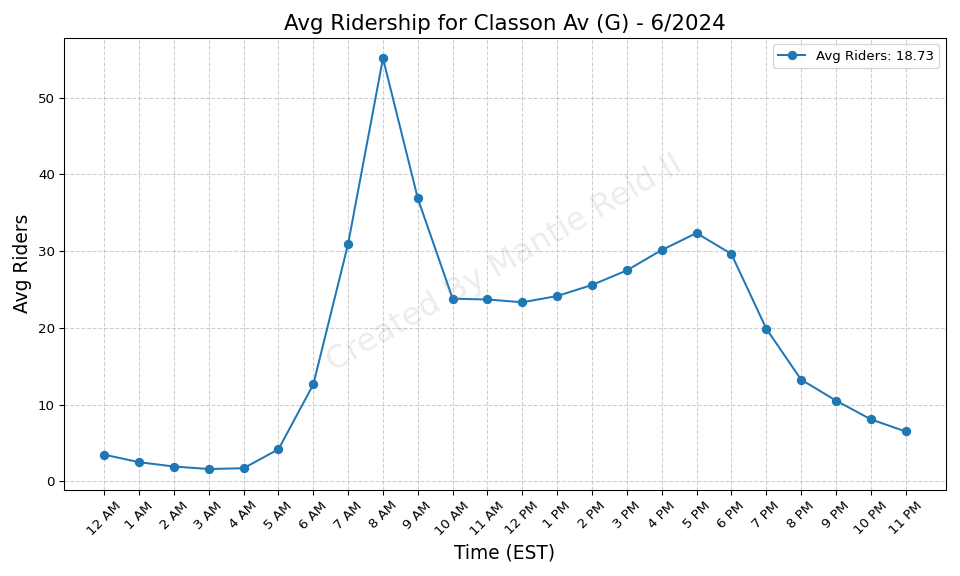 Avg Ridership for Classon Av (G) - 6/2024
Avg Riders: 18.73
Avg Riders
50
40
30
20
10
0
Created By Mantie Reid II
12 AM
1 AM
2 AM
3 AM
4 AM
5 AM
6 AM
7 AM
8 AM
9 AM
10 AM
11 AM
12 PM
1 PM
2 PM
3 PM
4 PM
5 PM
6 PM
7 PM
8 PM
9 PM
10 PM
11 PM
Time (EST)